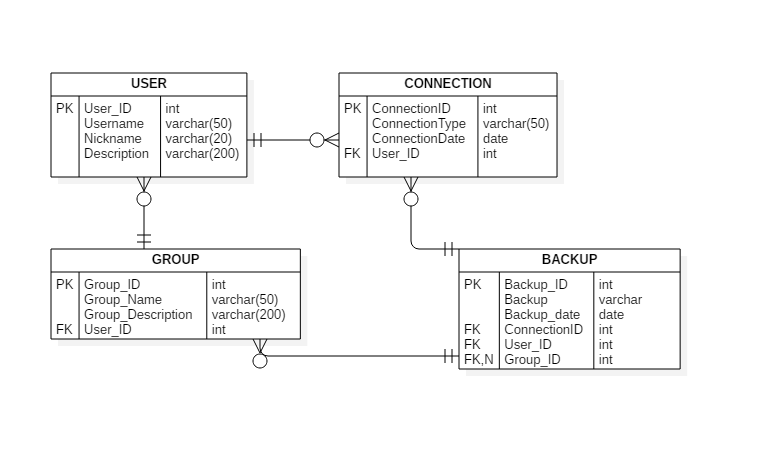 USER
PK User_ID int
Username varchar(50)
Nickname varchar(20)
Description varchar(200)
CONNECTION
PK ConnectionID int
ConnectionType varchar(50)
ConnectionDate date
FK User_ID int
GROUP
PK Group_ID int
Group_Name varchar(50)
Group_Description varchar(200)
FK User_ID int
BACKUP
PK Backup_ID int
Backup varchar
Backup_date date
FK ConnectionID int
FK User_ID int
FK,N Group_ID int